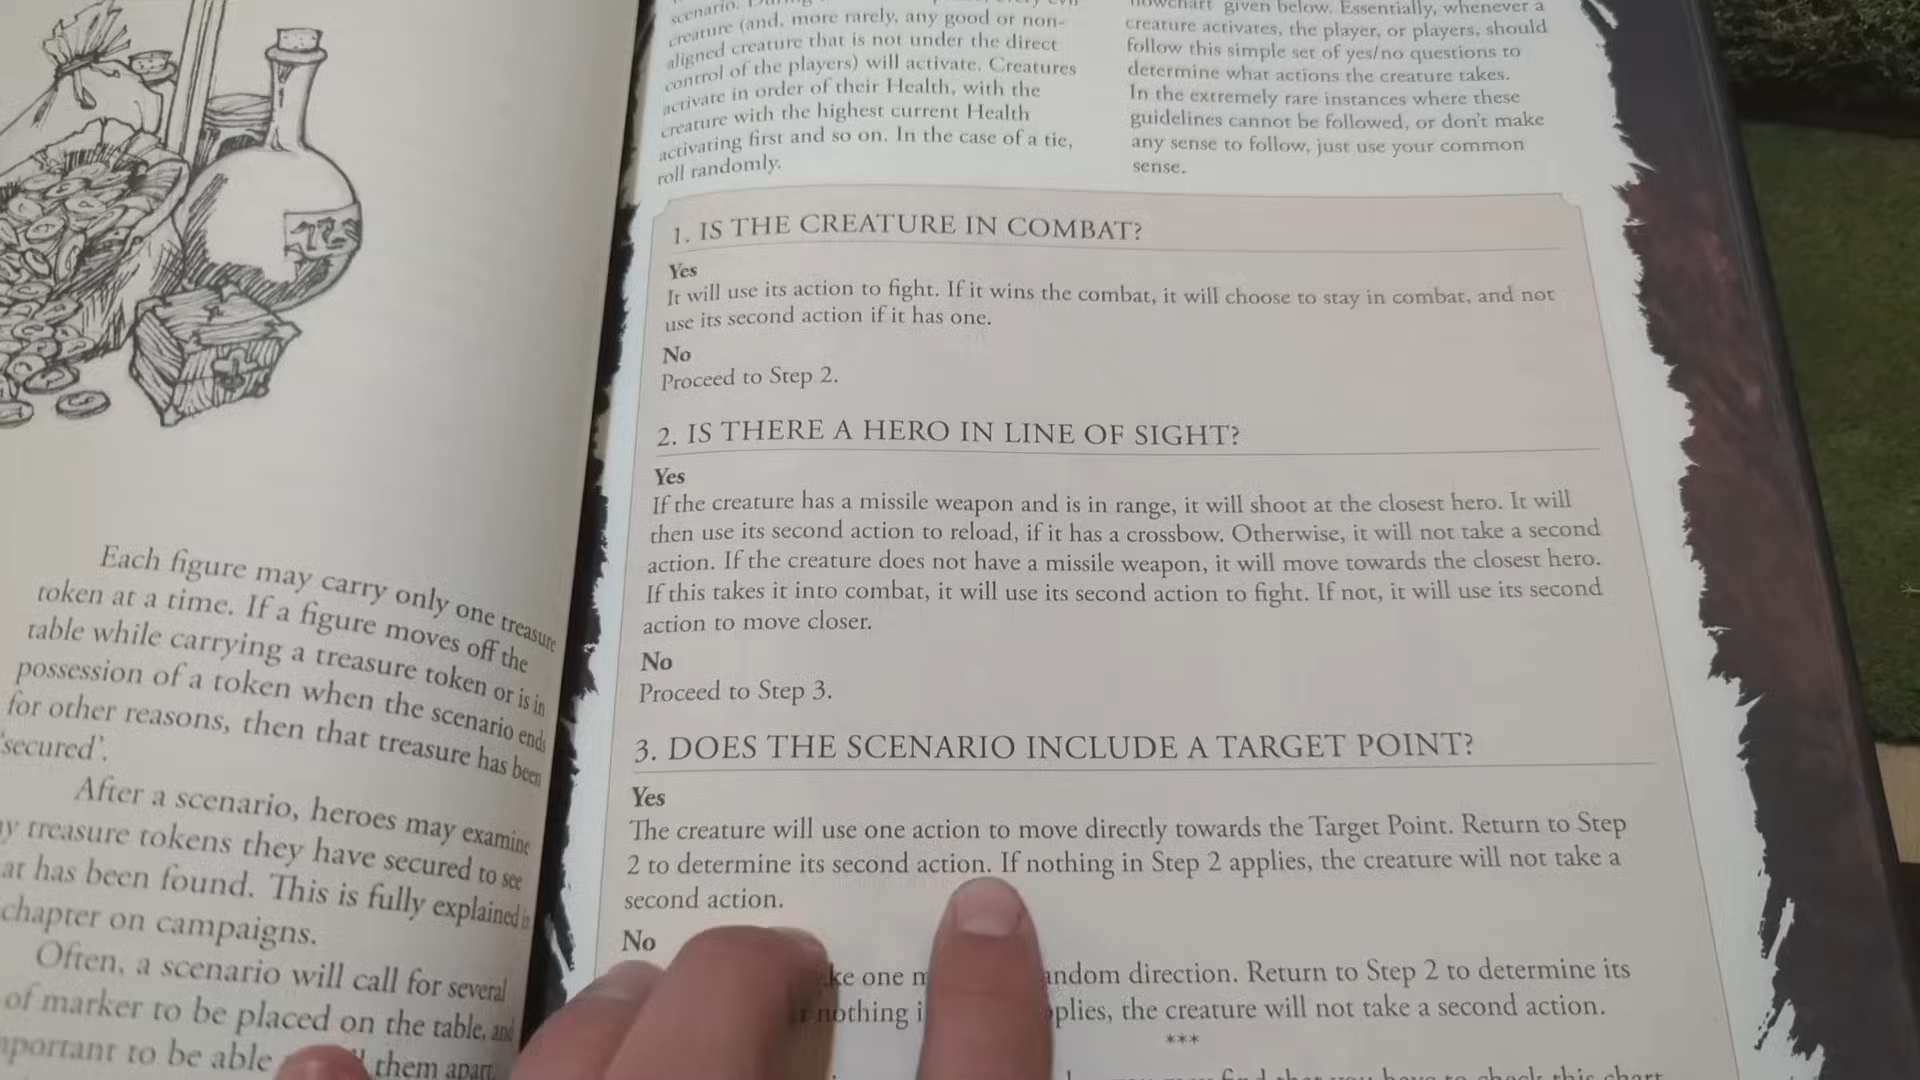 Each figure may carry only one treasure
token at a time. If a figure moves off the
table while carrying a treasure token or is in
possession of a token when the scenario ends
for other reasons, then that treasure has been
'secured'.
After a scenario, heroes may examine
treasure tokens they have secured to see
at has been found. This is fully explained in
chapter on campaigns.
Often, a scenario will call for several
of marker to be placed on the table, and
to be able them apart,
scenario.
creature (and, more rarely, any good or non-
aligned creature that is not under the direct
control of the players) will activate. Creatures
activate in order of their Health, with the
creature with the highest current Health
activating first and so on. In the case of a tie,
roll randomly.
flowchart given below. Essentially, whenever a
creature activates, the player, or players, should
follow this simple set of yes/no questions to
determine what actions the creature takes.
In the extremely rare instances where these
guidelines cannot be followed, or don't make
any sense to follow, just use your common
sense.
1. IS THE CREATURE IN COMBAT?
Yes
It will use its action to fight. If it wins the combat, it will choose to stay in combat, and not
use its second action if it has one.
No
Proceed to Step 2.
2. IS THERE A HERO IN LINE OF SIGHT?
Yes
If the creature has a missile weapon and is in range, it will shoot at the closest hero. It will
then use its second action to reload, if it has a crossbow. Otherwise, it will not take a second
action. If the creature does not have a missile weapon, it will move towards the closest hero.
If this takes it into combat, it will use its second action to fight. If not, it will use its second
action to move closer.
No
Proceed to Step 3.
3. DOES THE SCENARIO INCLUDE A TARGET POINT?
Yes
The creature will use one action to move directly towards the Target Point. Return to Step
2 to determine its second action. If nothing in Step 2 applies, the creature will not take a
second action.
No
one random direction. Return to Step 2 to determine its
nothing applies, the creature will not take a second action.
***
find that you have to check this chart